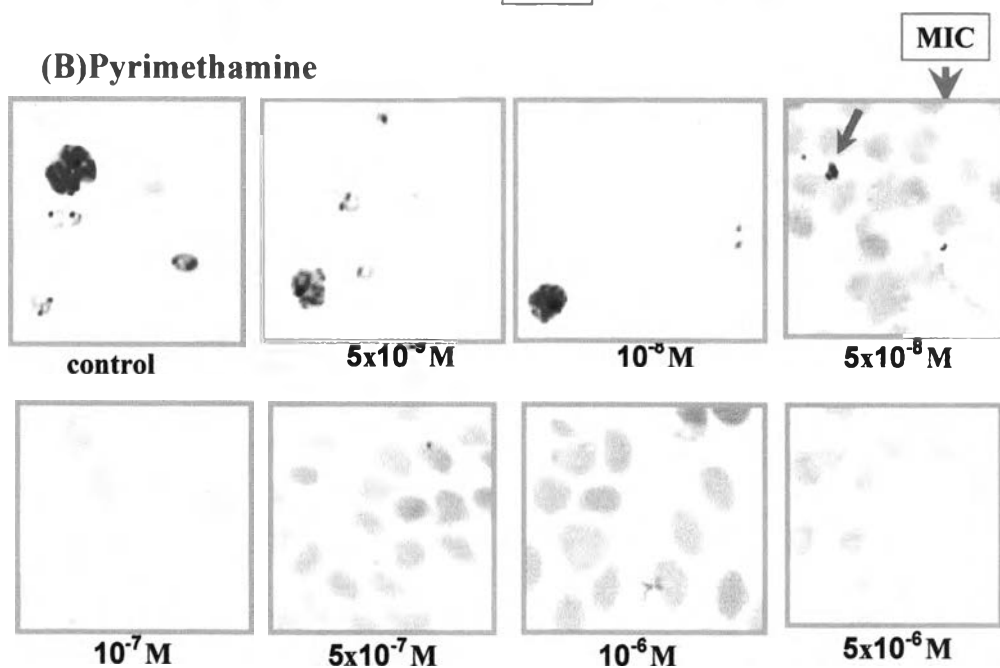 MIC
(B)Pyrimethamine
control
5x10⁻⁹M
10⁻⁸M
5x10⁻⁸M
10⁻⁷M
5x10⁻⁷M
10⁻⁶M
5x10⁻⁶M